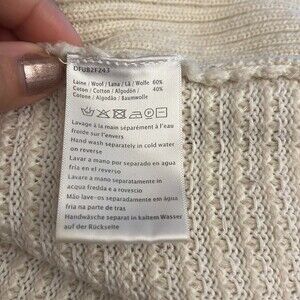 Laine / Wool / Lana / Lã / Wolle 60%
Coton / Cotton / Algodón / 40%
Cotone / Algodão / Baumwolle
Lavage à la main séparément à l'eau
froide sur l'envers
Hand wash separately in cold water
on reverse
Lavar a mano por separado en agua
fría en el reverso
Lavare a mano separatamente in
acqua fredda e a rovescio
Mão lave-os separadamente em água
fria na parte de tras
Handwäsche separat in kaltem Wasser
auf der Rückseite